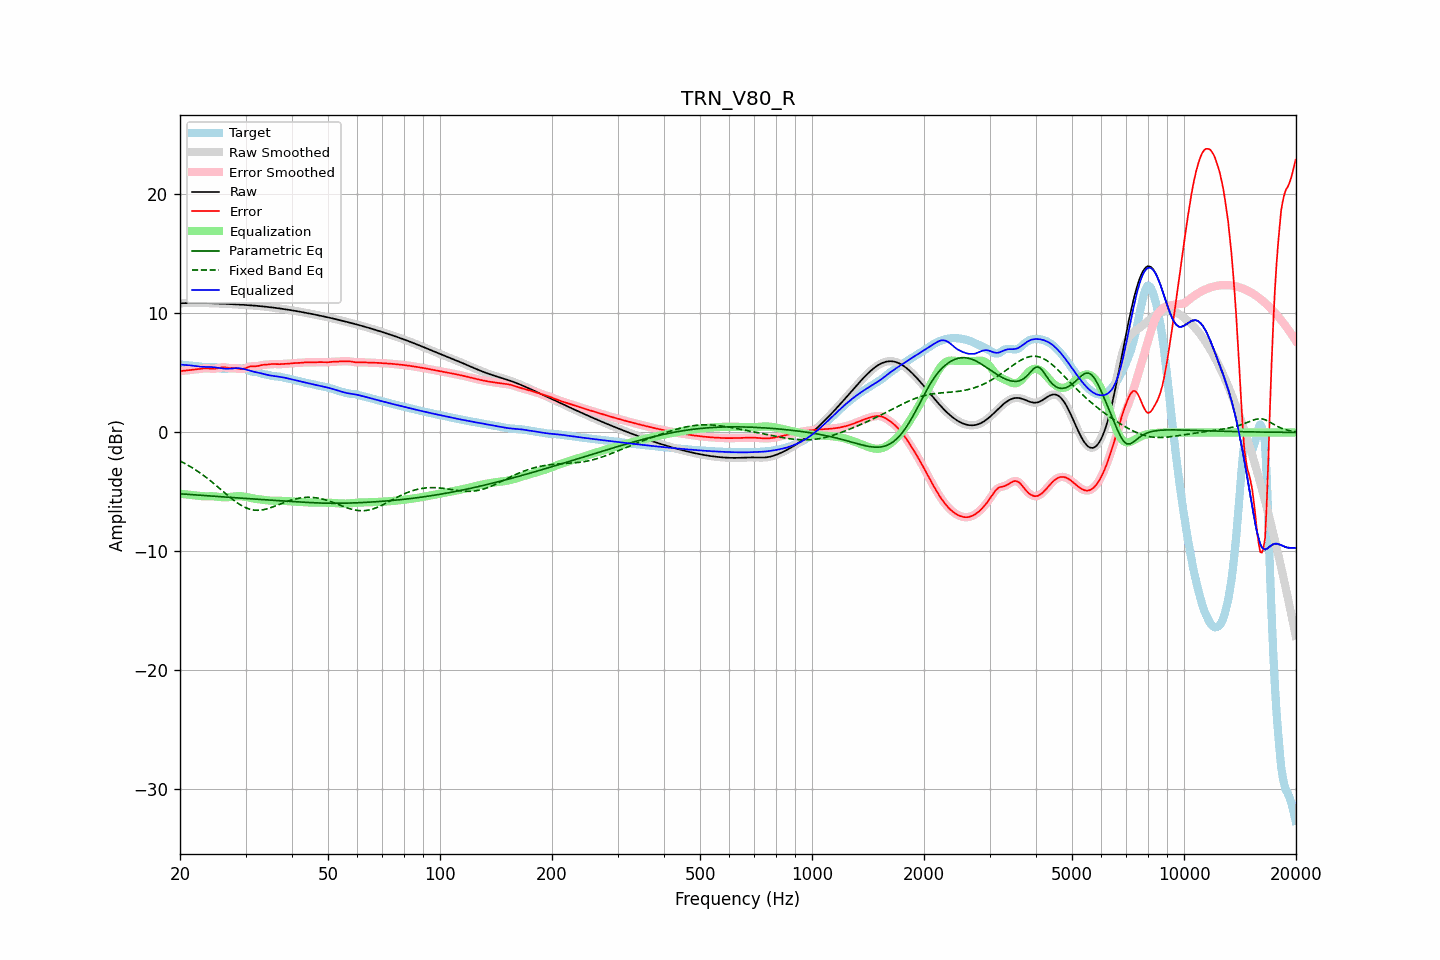 TRN_V80_R
Target
Raw Smoothed
Error Smoothed
Raw
Error
Equalization
Parametric Eq
Fixed Band Eq
Equalized
20
10
0
−10
−20
−30
Amplitude (dBr)
20 50 100 200 500 1000 2000 5000 10000 20000
Frequency (Hz)